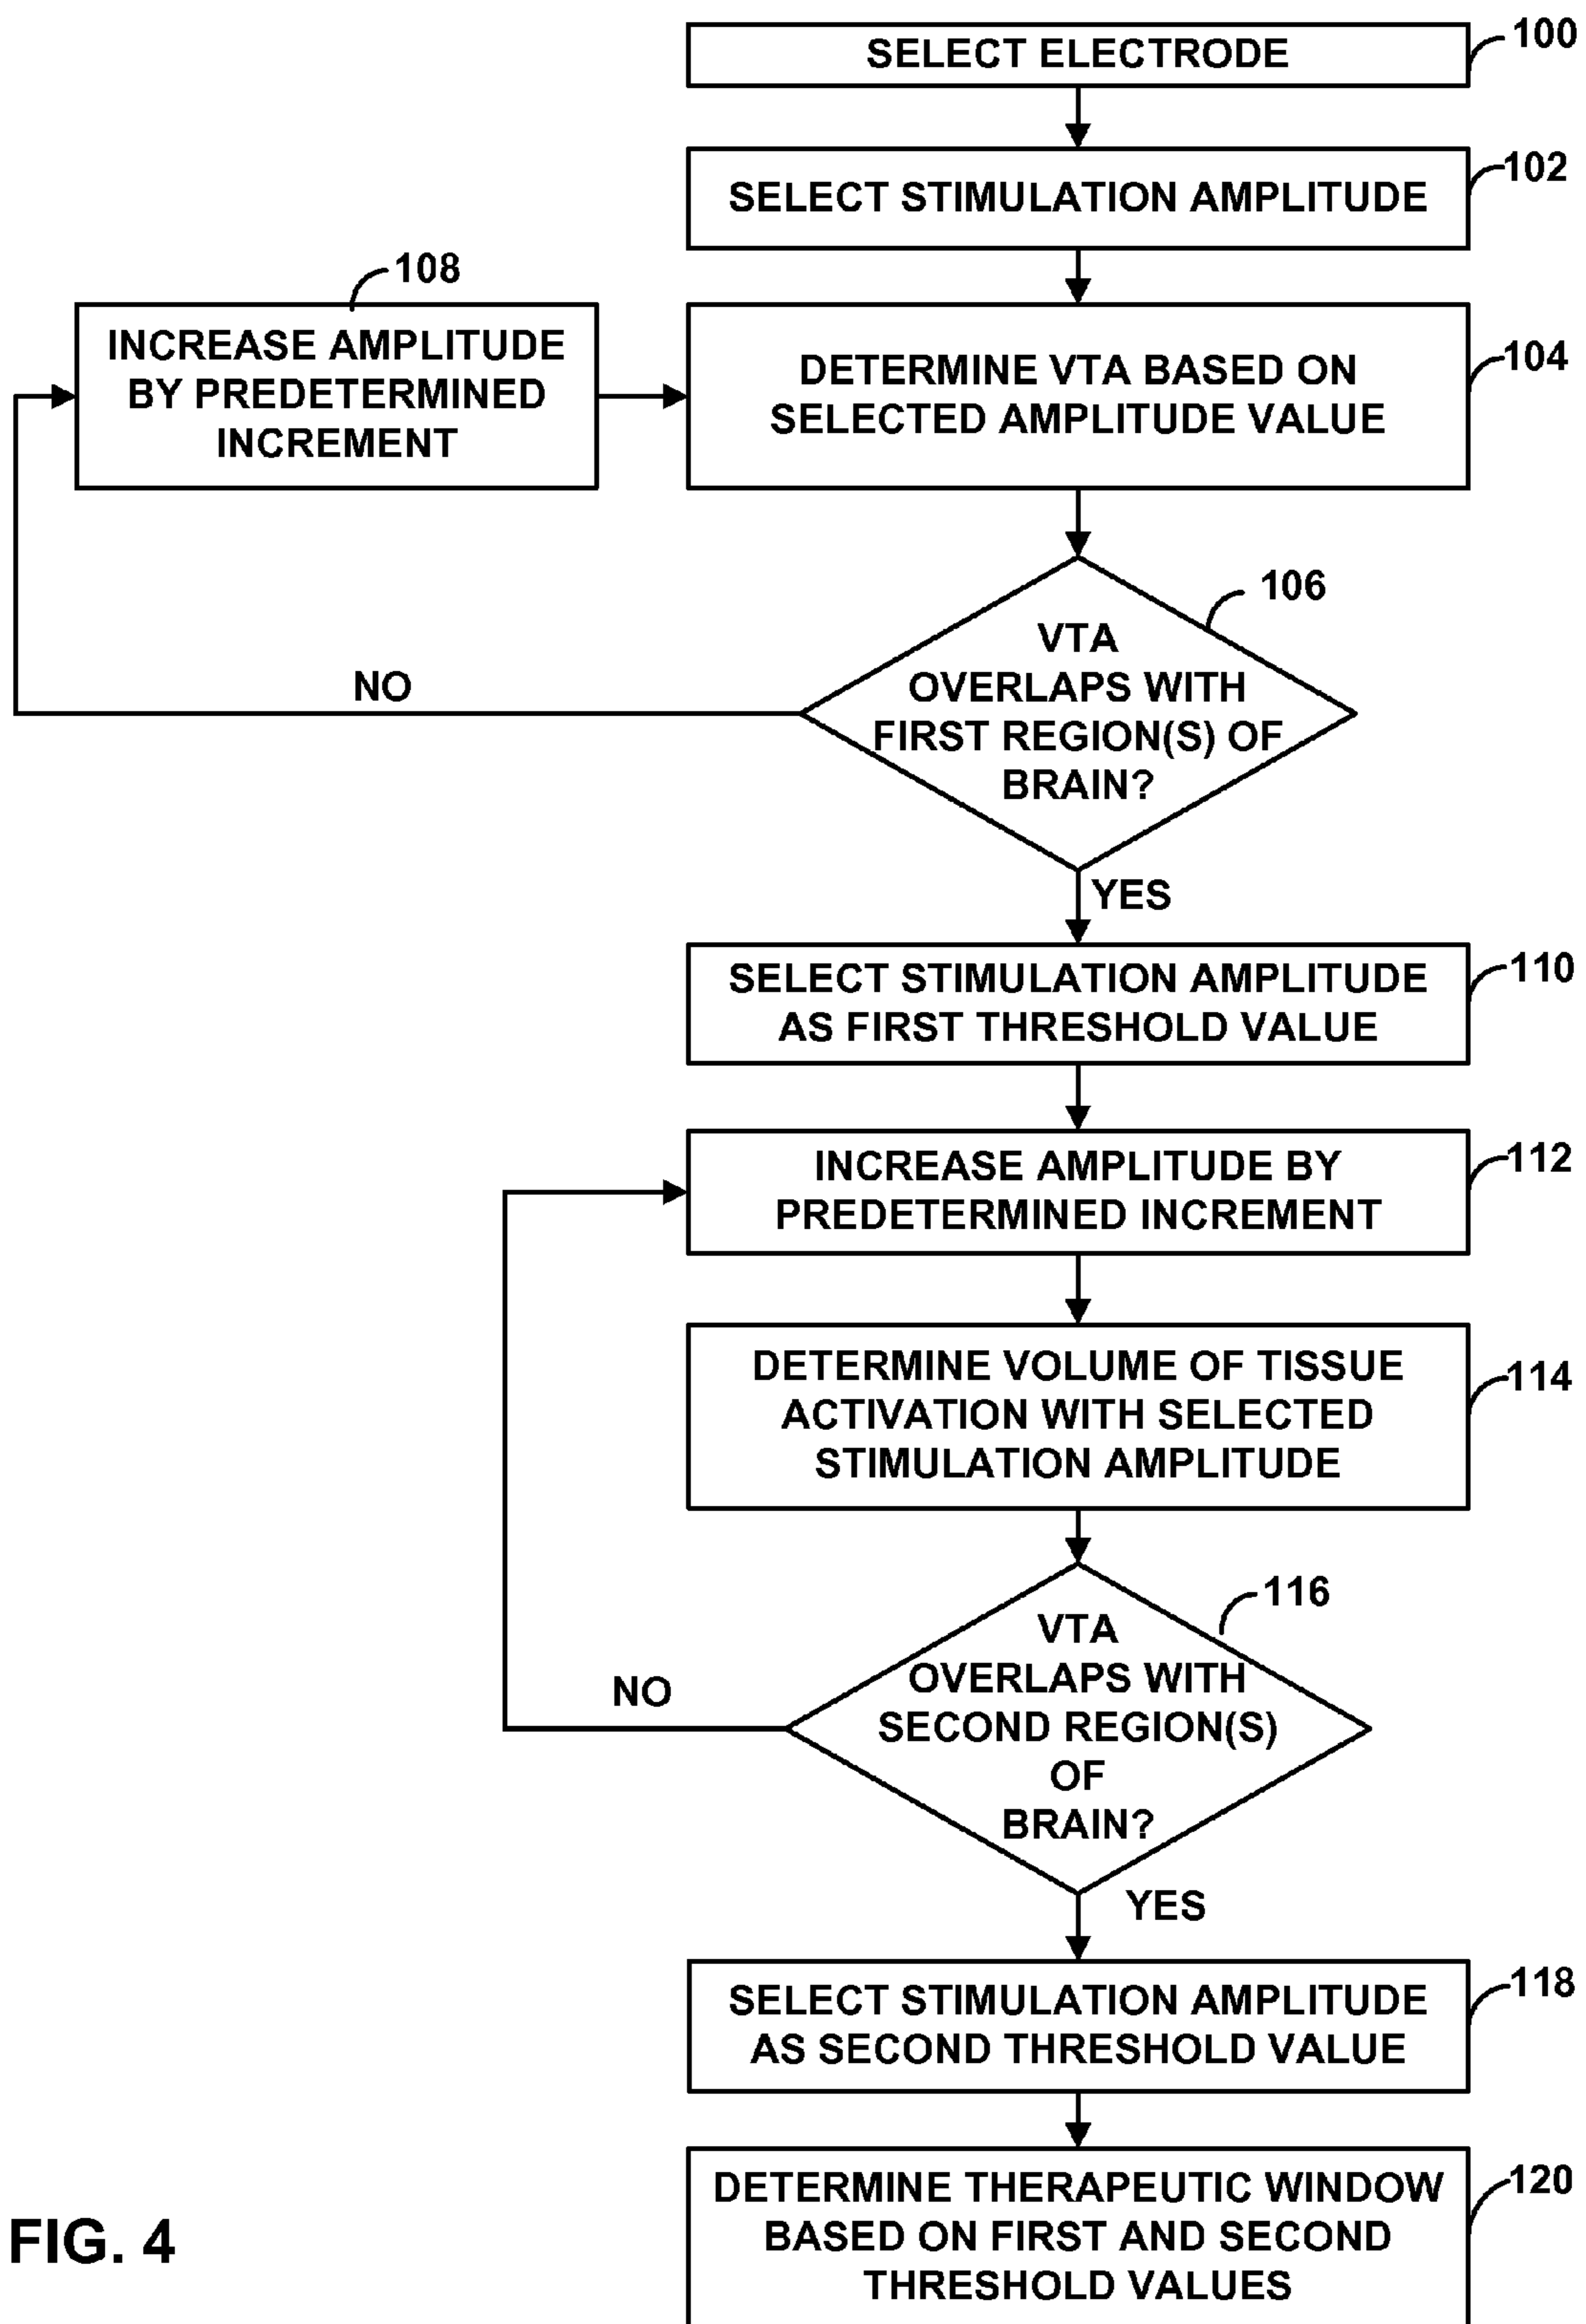 SELECT ELECTRODE
100
SELECT STIMULATION AMPLITUDE
102
108
INCREASE AMPLITUDE
BY PREDETERMINED
INCREMENT
DETERMINE VTA BASED ON
SELECTED AMPLITUDE VALUE
104
106
VTA
OVERLAPS WITH
FIRST REGION(S) OF
BRAIN?
NO
YES
SELECT STIMULATION AMPLITUDE
AS FIRST THRESHOLD VALUE
110
INCREASE AMPLITUDE BY
PREDETERMINED INCREMENT
112
DETERMINE VOLUME OF TISSUE
ACTIVATION WITH SELECTED
STIMULATION AMPLITUDE
114
116
VTA
OVERLAPS WITH
SECOND REGION(S)
OF
BRAIN?
NO
YES
SELECT STIMULATION AMPLITUDE
AS SECOND THRESHOLD VALUE
118
DETERMINE THERAPEUTIC WINDOW
BASED ON FIRST AND SECOND
THRESHOLD VALUES
120
FIG. 4